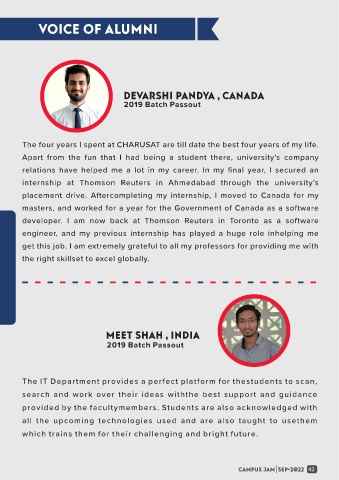 VOICE OF ALUMNI
DEVARSHI PANDYA , CANADA
2019 Batch Passout
The four years I spent at CHARUSAT are till date the best four years of my life.
Apart from the fun that I had being a student there, university's company
relations have helped me a lot in my career. In my final year, I secured an
internship at Thomson Reuters in Ahmedabad through the university's
placement drive. Aftercompleting my internship, I moved to Canada for my
masters, and worked for a year for the Government of Canada as a software
developer. I am now back at Thomson Reuters in Toronto as a software
engineer, and my previous internship has played a huge role inhelping me
get this job. I am extremely grateful to all my professors for providing me with
the right skillset to excel globally.
MEET SHAH , INDIA
2019 Batch Passout
The IT Department provides a perfect platform for thestudents to scan,
search and work over their ideas withthe best support and guidance
provided by the facultymembers. Students are also acknowledged with
all the upcoming technologies used and are also taught to usethem
which trains them for their challenging and bright future.
CAMPUS JAM | SEP-2022 42